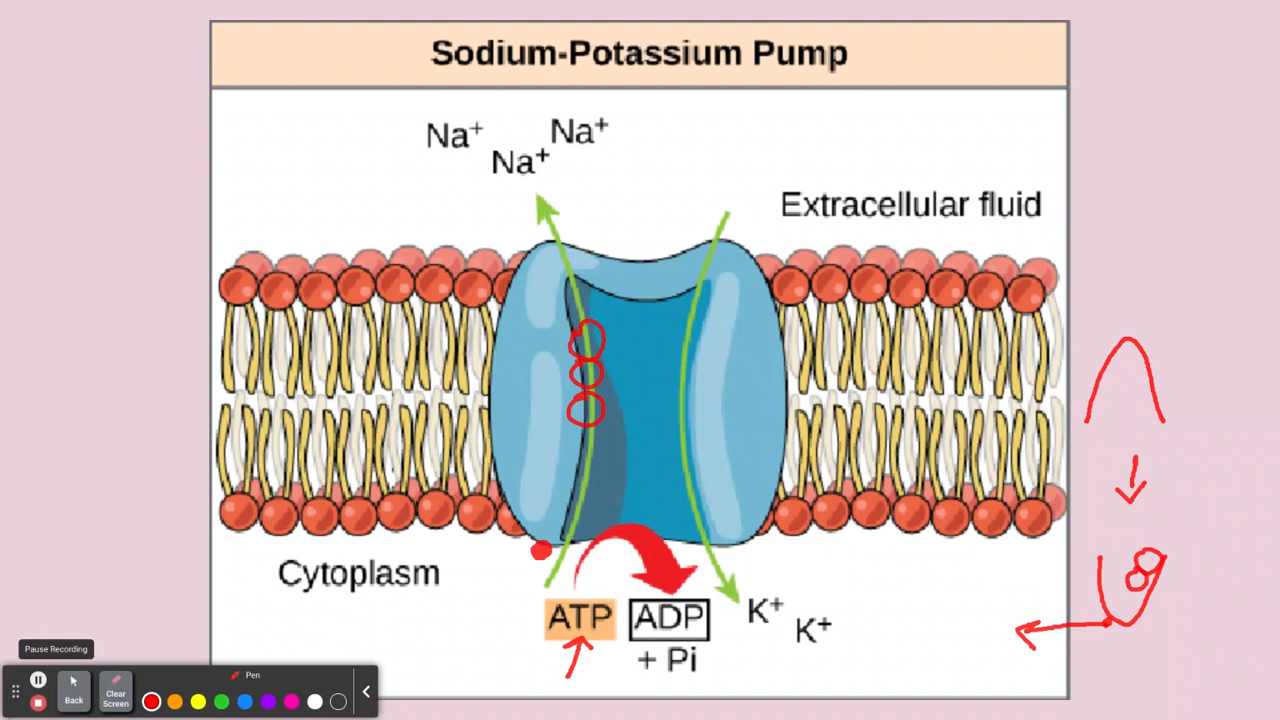 Sodium-Potassium Pump
Na⁺
Na⁺
Na⁺
Extracellular fluid
Cytoplasm
ATP
ADP
+ Pi
K⁺
K⁺
Pause Recording
Back
Clear
Screen
Pen